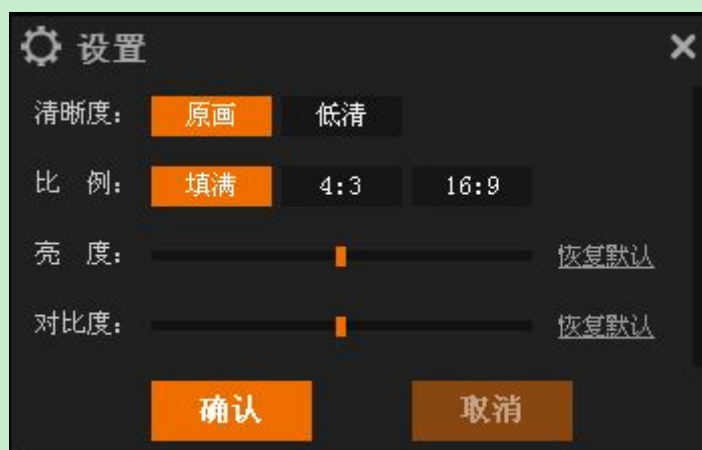 设置
清晰度： 原画 低清
比 例： 填满 4:3 16:9
亮 度： 恢复默认
对比度： 恢复默认
确认 取消